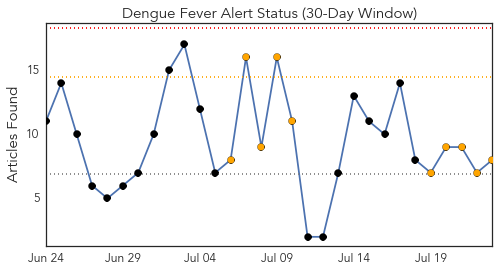 Dengue Fever Alert Status (30-Day Window)
Articles Found
15
10
5
Jun 24 Jun 29 Jul 04 Jul 09 Jul 14 Jul 19